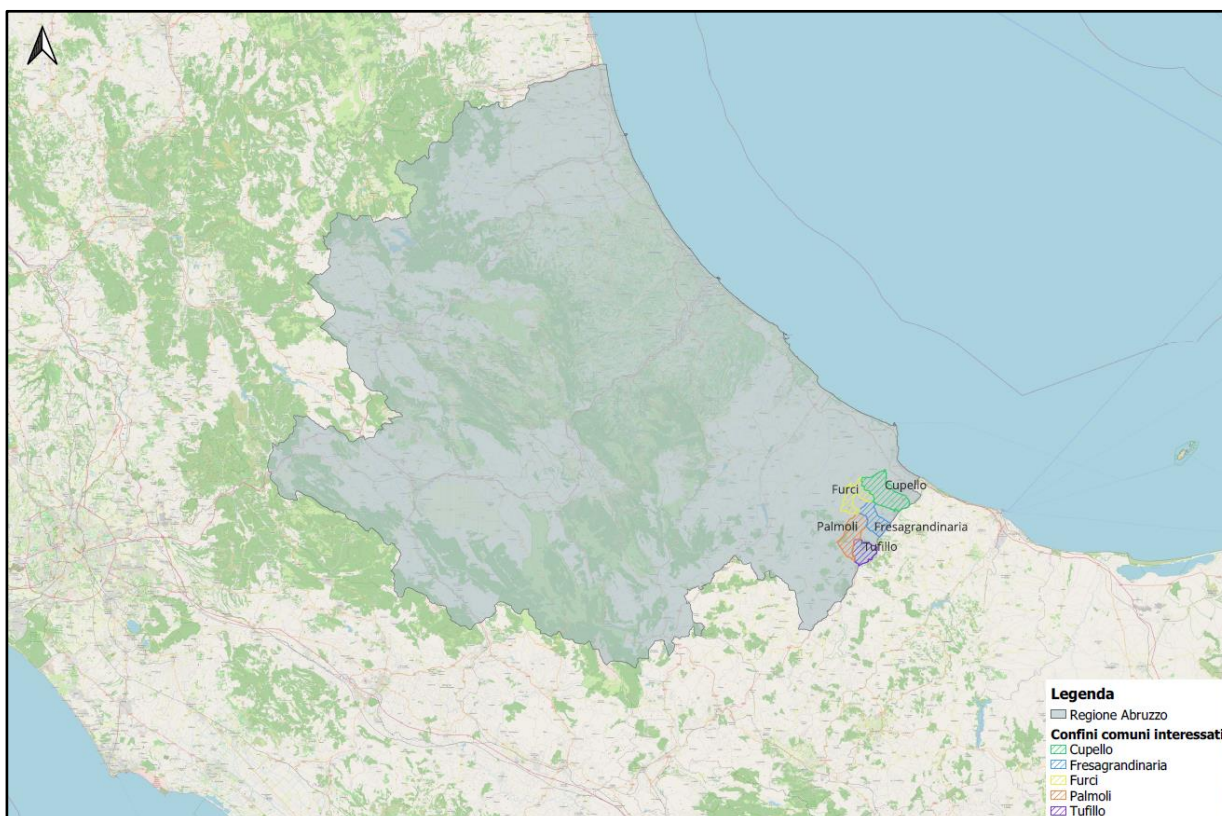 Furci
Cupello
Palmoli
Fresagrandinaria
Tufillo
Legenda
Regione Abruzzo
Confini comuni interessati
Cupello
Fresagrandinaria
Furci
Palmoli
Tufillo